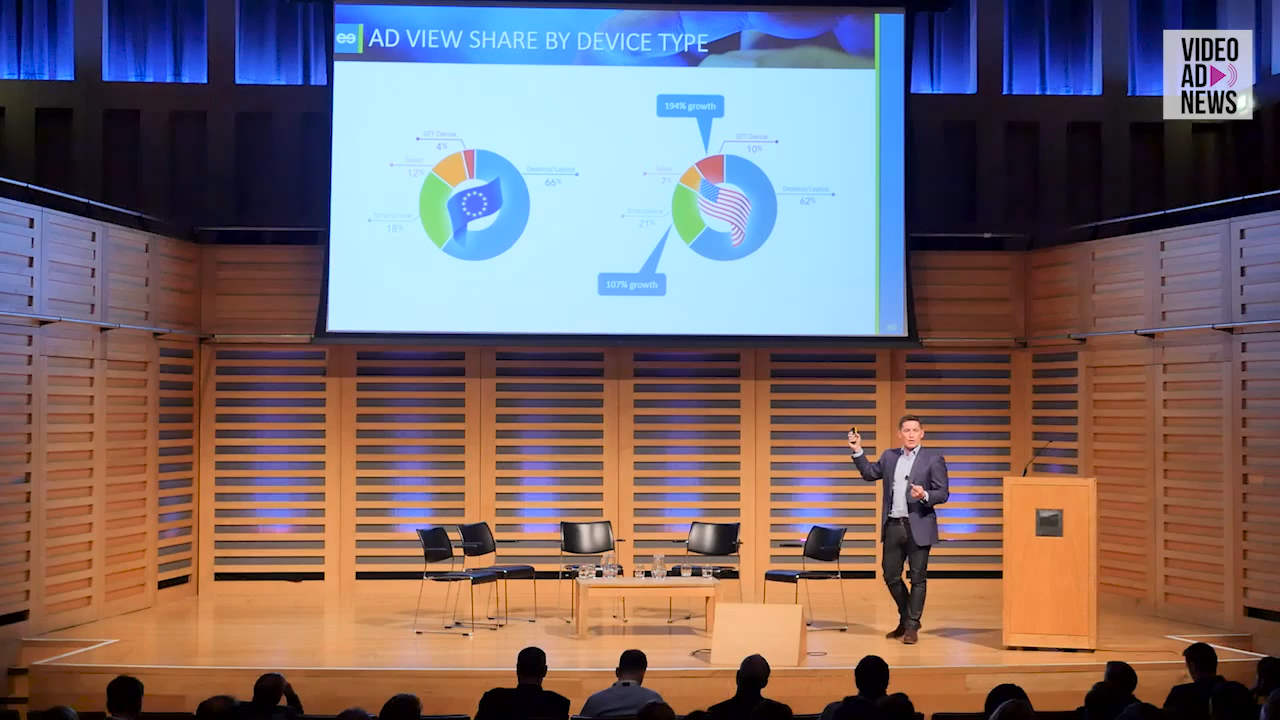 AD VIEW SHARE BY DEVICE TYPE
VIDEO
AD
NEWS
194% growth
OTT Device
4%
Tablet
12%
Desktop/Laptop
66%
Smartphone
18%
OTT Device
10%
Tablet
7%
Desktop/Laptop
62%
Smartphone
21%
107% growth